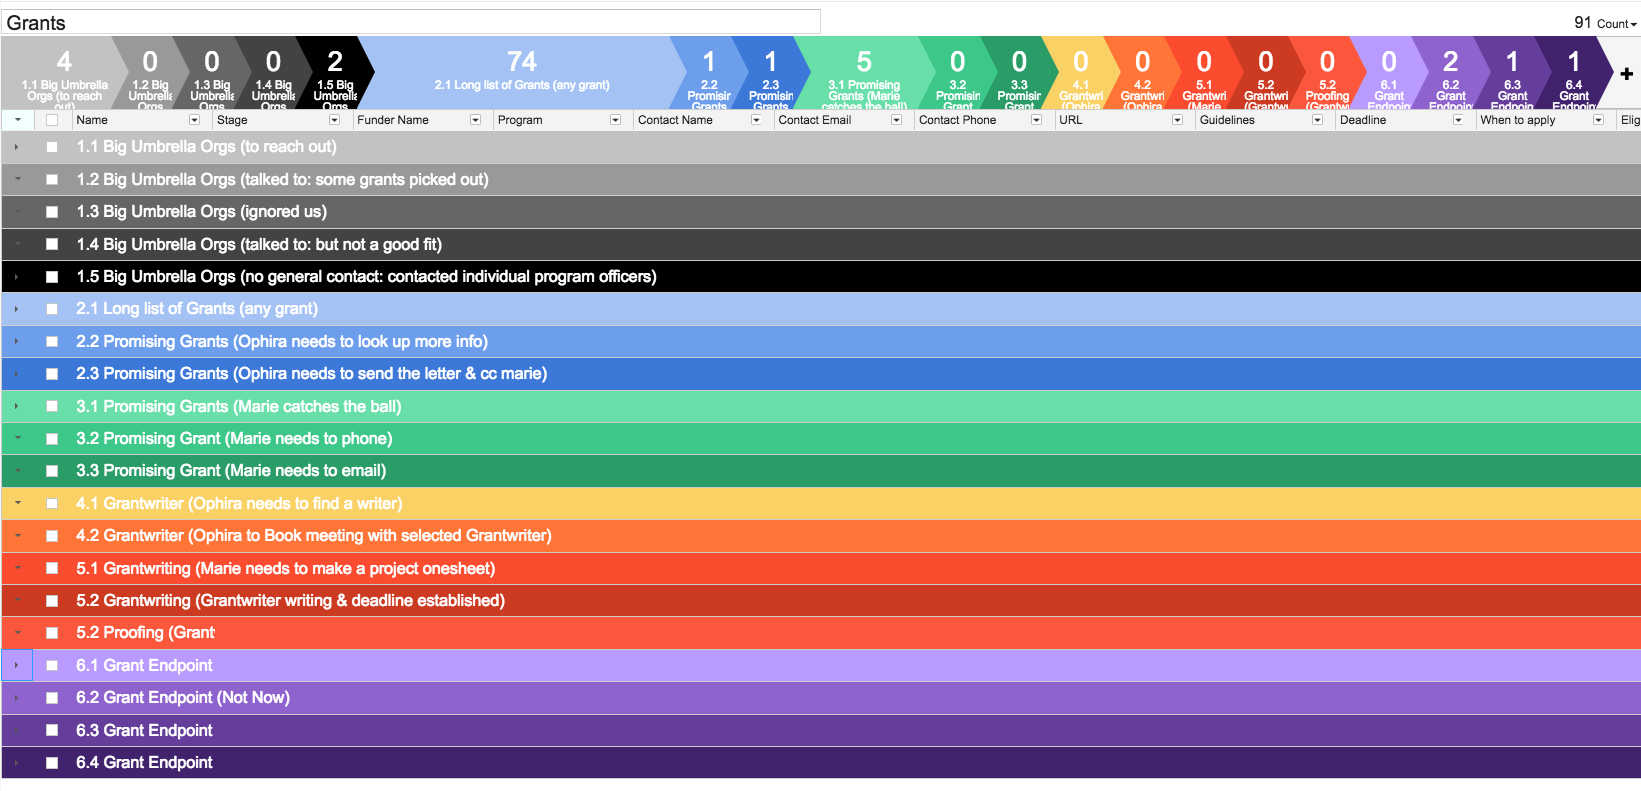 Grants
91 Count
4 0 0 0 2 74 1 1 5 0 0 0 0 0 0 0 0 2 1 1
1.1 Big Umbrella Orgs (to reach out)
1.2 Big Umbrella Orgs
1.3 Big Umbrella Orgs
1.4 Big Umbrella Orgs
1.5 Big Umbrella Orgs
2.1 Long list of Grants (any grant)
2.2 Promisin Grants
2.3 Promisin Grants
3.1 Promising Grants (Marie catches the ball)
3.2 Promisin Grant
3.3 Promisin Grant
4.1 Grantwri (Ophira
4.2 Grantwri (Ophira
5.1 Grantwri (Marie
5.2 Grantwri (Grantwri
5.2 Proofing (Grant
6.1 Grant Endpoint
6.2 Grant Endpoint
6.3 Grant Endpoint
6.4 Grant Endpoint
Name Stage Funder Name Program Contact Name Contact Email Contact Phone URL Guidelines Deadline When to apply Elig
1.1 Big Umbrella Orgs (to reach out)
1.2 Big Umbrella Orgs (talked to: some grants picked out)
1.3 Big Umbrella Orgs (ignored us)
1.4 Big Umbrella Orgs (talked to: but not a good fit)
1.5 Big Umbrella Orgs (no general contact: contacted individual program officers)
2.1 Long list of Grants (any grant)
2.2 Promising Grants (Ophira needs to look up more info)
2.3 Promising Grants (Ophira needs to send the letter & cc marie)
3.1 Promising Grants (Marie catches the ball)
3.2 Promising Grant (Marie needs to phone)
3.3 Promising Grant (Marie needs to email)
4.1 Grantwriter (Ophira needs to find a writer)
4.2 Grantwriter (Ophira to Book meeting with selected Grantwriter)
5.1 Grantwriting (Marie needs to make a project onesheet)
5.2 Grantwriting (Grantwriter writing & deadline established)
5.2 Proofing (Grant
6.1 Grant Endpoint
6.2 Grant Endpoint (Not Now)
6.3 Grant Endpoint
6.4 Grant Endpoint